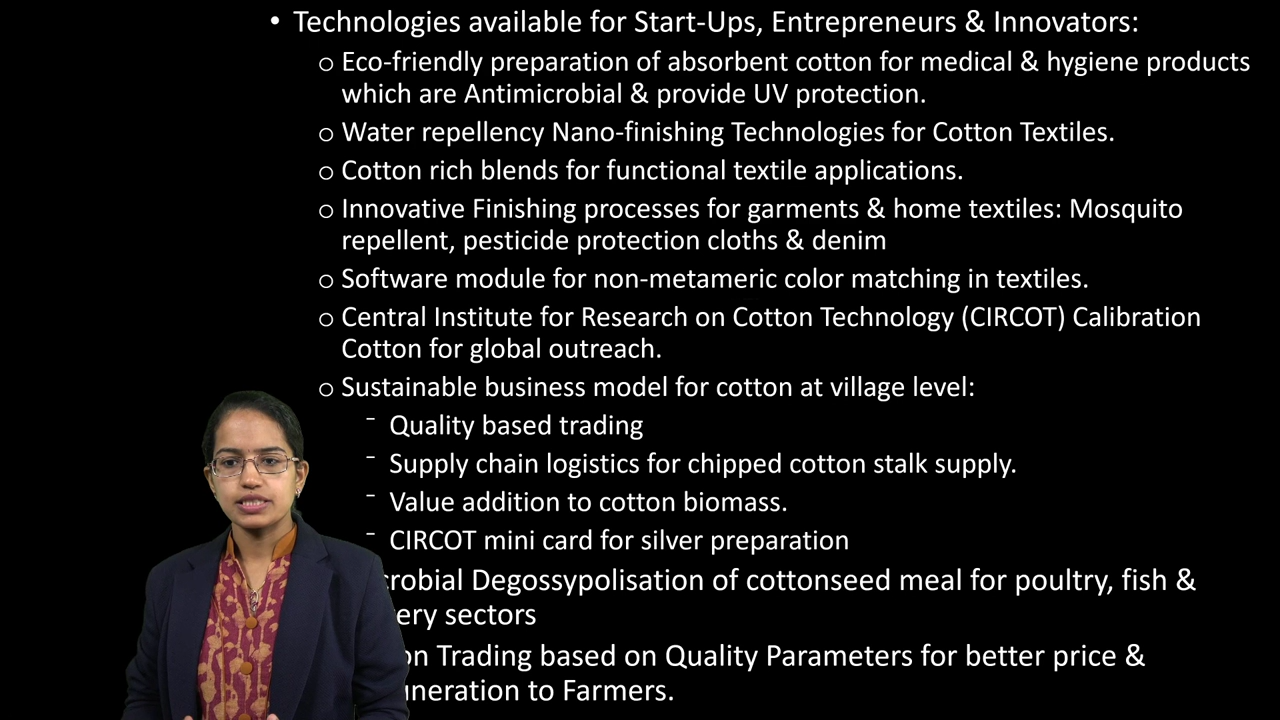 • Technologies available for Start-Ups, Entrepreneurs & Innovators:
o Eco-friendly preparation of absorbent cotton for medical & hygiene products
which are Antimicrobial & provide UV protection.
o Water repellency Nano-finishing Technologies for Cotton Textiles.
o Cotton rich blends for functional textile applications.
o Innovative Finishing processes for garments & home textiles: Mosquito
repellent, pesticide protection cloths & denim
o Software module for non-metameric color matching in textiles.
o Central Institute for Research on Cotton Technology (CIRCOT) Calibration
Cotton for global outreach.
o Sustainable business model for cotton at village level:
⁻ Quality based trading
⁻ Supply chain logistics for chipped cotton stalk supply.
⁻ Value addition to cotton biomass.
⁻ CIRCOT mini card for silver preparation
Degossypolisation of cottonseed meal for poultry, fish &
sectors
Trading based on Quality Parameters for better price &
to Farmers.